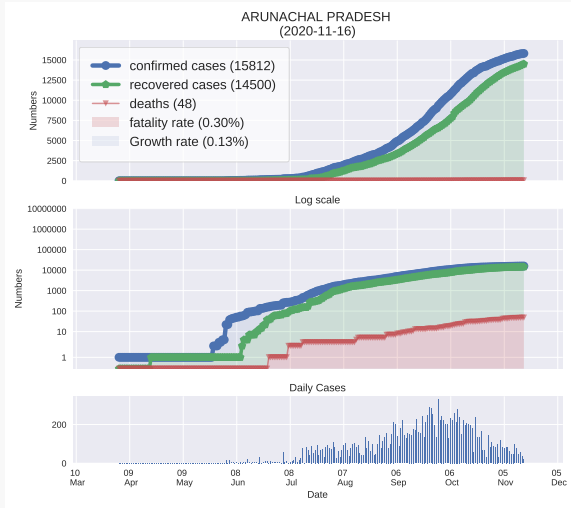 ARUNACHAL PRADESH
(2020-11-16)
confirmed cases (15812)
recovered cases (14500)
deaths (48)
fatality rate (0.30%)
Growth rate (0.13%)
Numbers
15000
12500
10000
7500
5000
2500
0
Log scale
Numbers
10000000
1000000
100000
10000
1000
100
10
1
Daily Cases
200
0
10 09 09 08 08 07 06 06 05 05
Mar Apr May Jun Jul Aug Sep Oct Nov Dec
Date